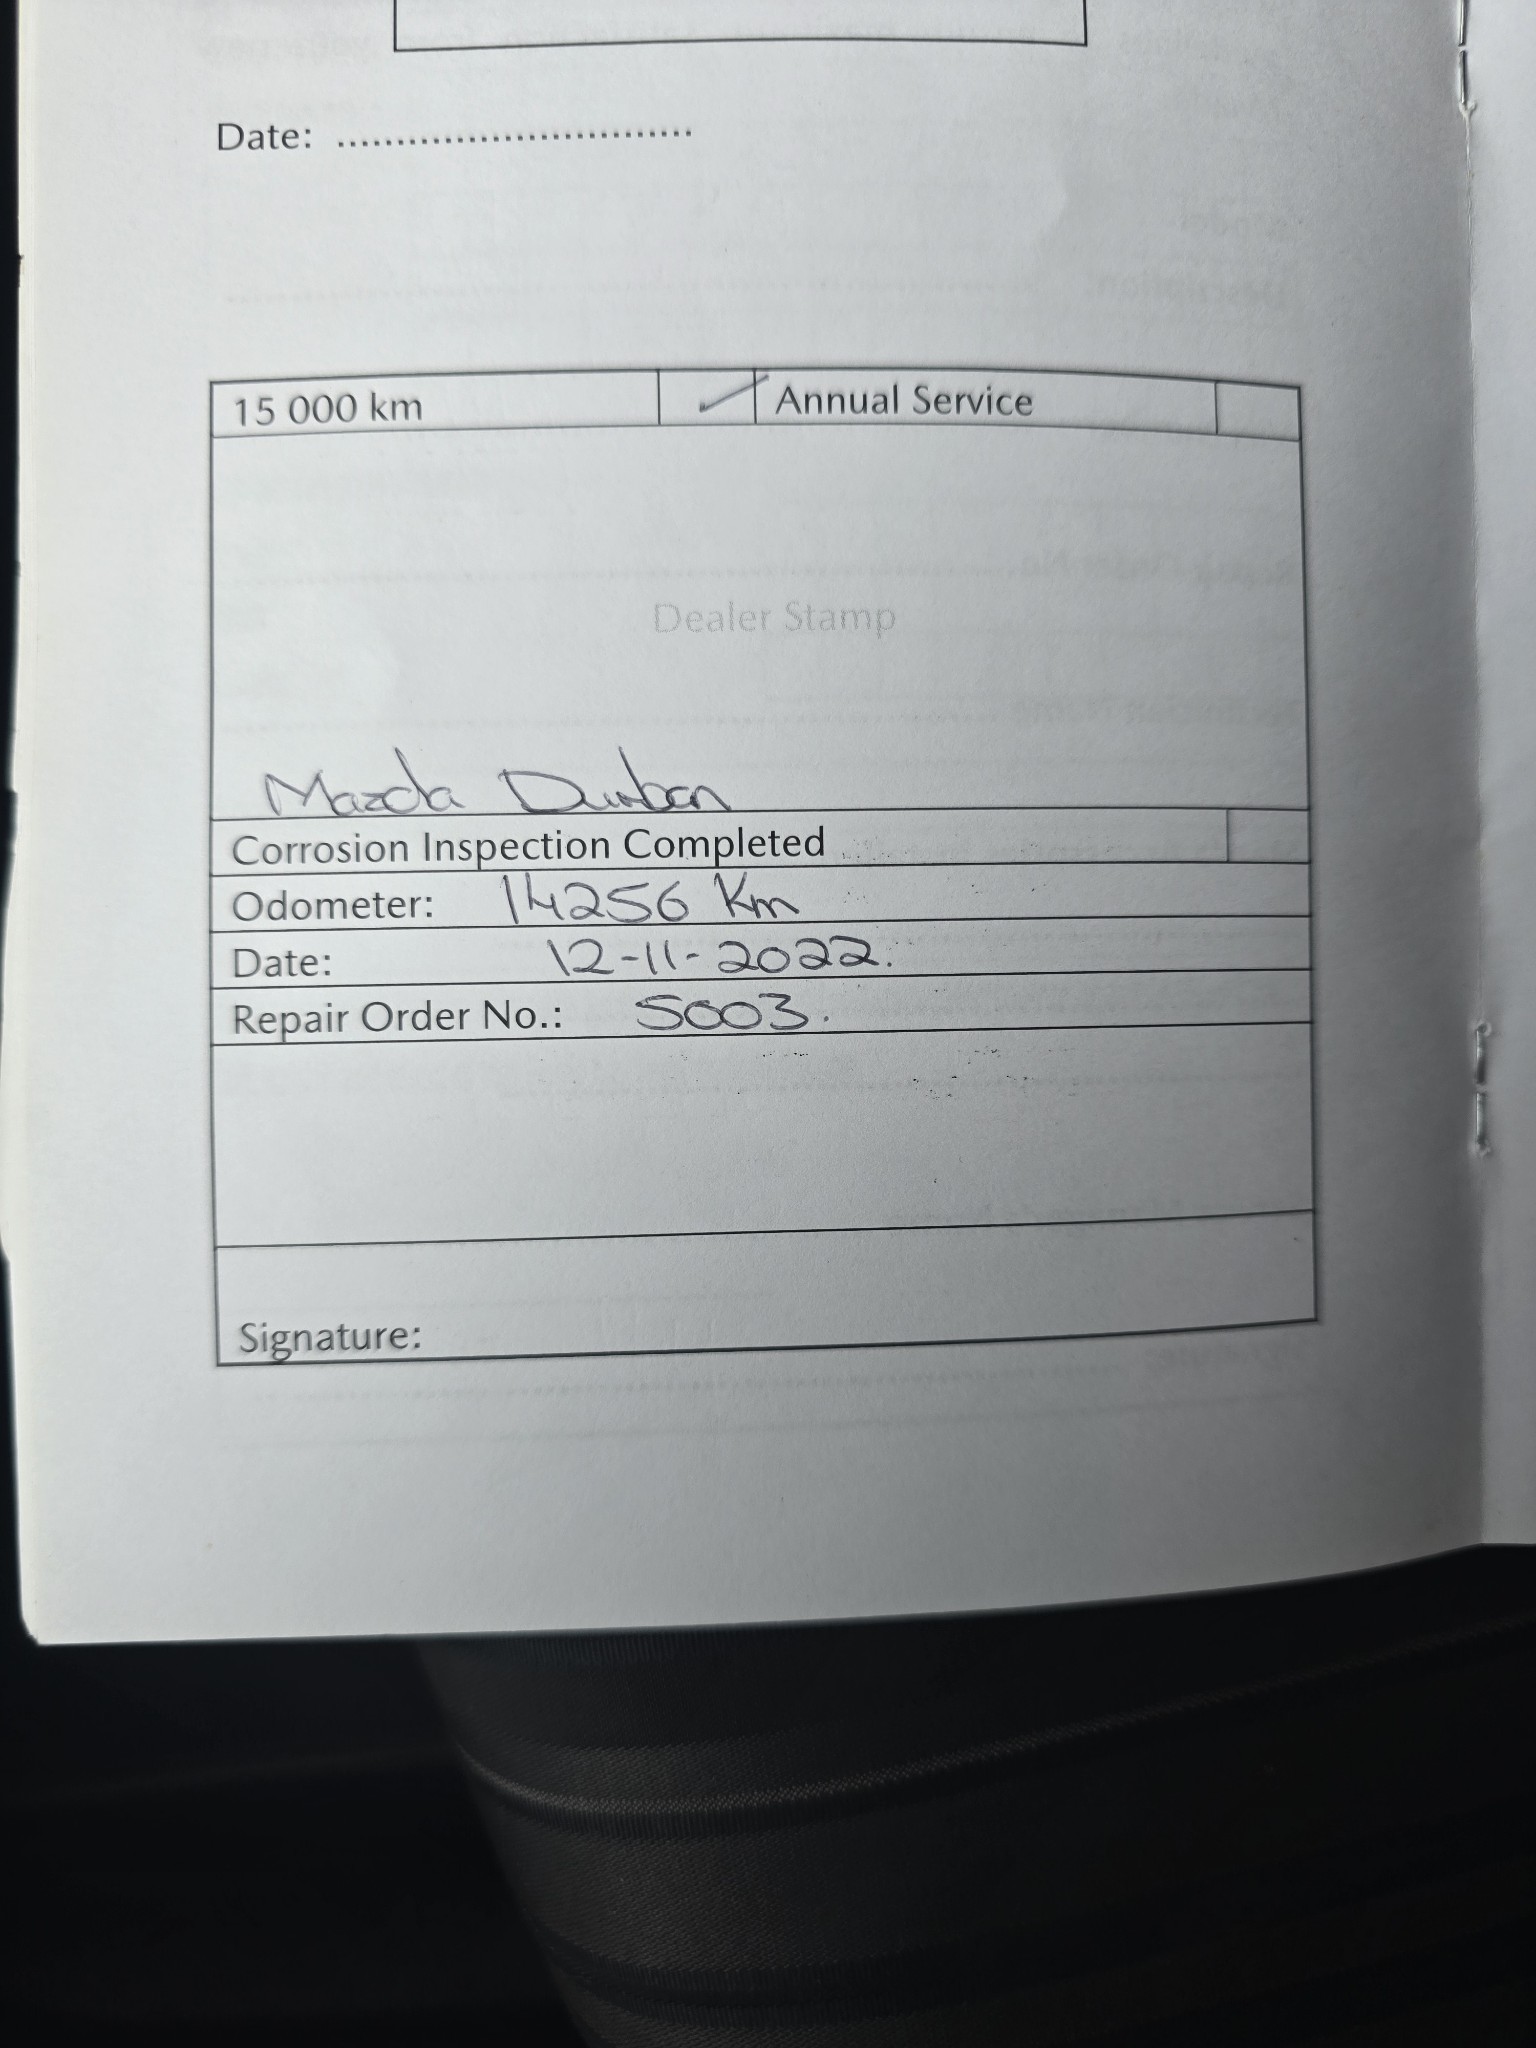 Date: ..............................
15 000 km ✓ Annual Service
Dealer Stamp
Mazda Durban
Corrosion Inspection Completed
Odometer: 14256 Km
Date: 12-11-2022.
Repair Order No.: 5003.
Signature: